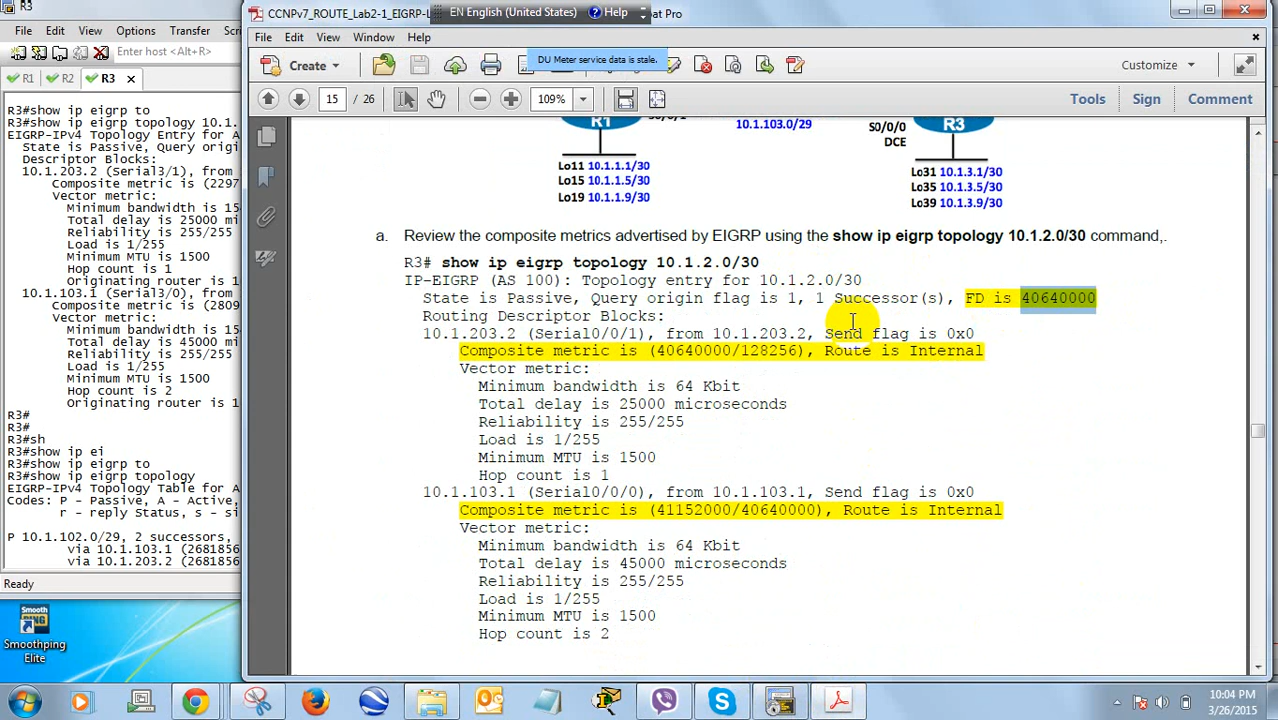 R3
File Edit View Options Transfer Script
Enter host <Alt+R>
R1 R2 R3
R3#show ip eigrp to
R3#show ip eigrp topology 10.1.
EIGRP-IPv4 Topology Entry for A
State is Passive, Query origi
Descriptor Blocks:
10.1.203.2 (Serial3/1), from
Composite metric is (2297
Vector metric:
Minimum bandwidth is 15
Total delay is 25000 mi
Reliability is 255/255
Load is 1/255
Minimum MTU is 1500
Hop count is 1
Originating router is 1
10.1.103.1 (Serial3/0), from
Composite metric is (2809
Vector metric:
Minimum bandwidth is 15
Total delay is 45000 mi
Reliability is 255/255
Load is 1/255
Minimum MTU is 1500
Hop count is 2
Originating router is 1
R3#
R3#
R3#sh
R3#show ip ei
R3#show ip eigrp to
R3#show ip eigrp topology
EIGRP-IPv4 Topology Table for A
Codes: P - Passive, A - Active,
r - reply Status, s - si
P 10.1.102.0/29, 2 successors,
via 10.1.103.1 (2681856
via 10.1.203.2 (2681856
Ready
Smoothping
Elite
CCNPv7_ROUTE_Lab2-1_EIGRP-L
EN English (United States) Help
bat Pro
File Edit View Window Help
DU Meter service data is stale.
Create
Customize
15 / 26
109%
Tools Sign Comment
R1
10.1.103.0/29
S0/0/0
DCE
R3
Lo11 10.1.1.1/30
Lo15 10.1.1.5/30
Lo19 10.1.1.9/30
Lo31 10.1.3.1/30
Lo35 10.1.3.5/30
Lo39 10.1.3.9/30
a. Review the composite metrics advertised by EIGRP using the show ip eigrp topology 10.1.2.0/30 command,.
R3# show ip eigrp topology 10.1.2.0/30
IP-EIGRP (AS 100): Topology entry for 10.1.2.0/30
State is Passive, Query origin flag is 1, 1 Successor(s), FD is 40640000
Routing Descriptor Blocks:
10.1.203.2 (Serial0/0/1), from 10.1.203.2, Send flag is 0x0
Composite metric is (40640000/128256), Route is Internal
Vector metric:
Minimum bandwidth is 64 Kbit
Total delay is 25000 microseconds
Reliability is 255/255
Load is 1/255
Minimum MTU is 1500
Hop count is 1
10.1.103.1 (Serial0/0/0), from 10.1.103.1, Send flag is 0x0
Composite metric is (41152000/40640000), Route is Internal
Vector metric:
Minimum bandwidth is 64 Kbit
Total delay is 45000 microseconds
Reliability is 255/255
Load is 1/255
Minimum MTU is 1500
Hop count is 2
10:04 PM
3/26/2015